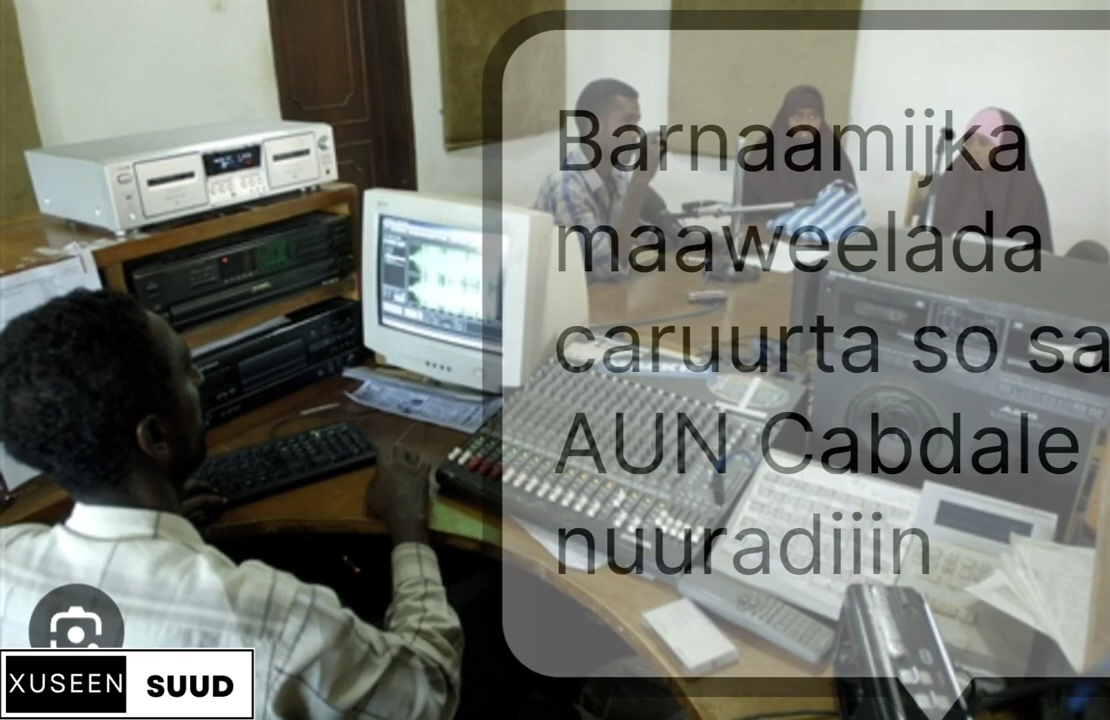 Barnaamijka
maaweelada
caruurta so sa
AUN Cabdale
nuuradiiin
XUSEEN SUUD